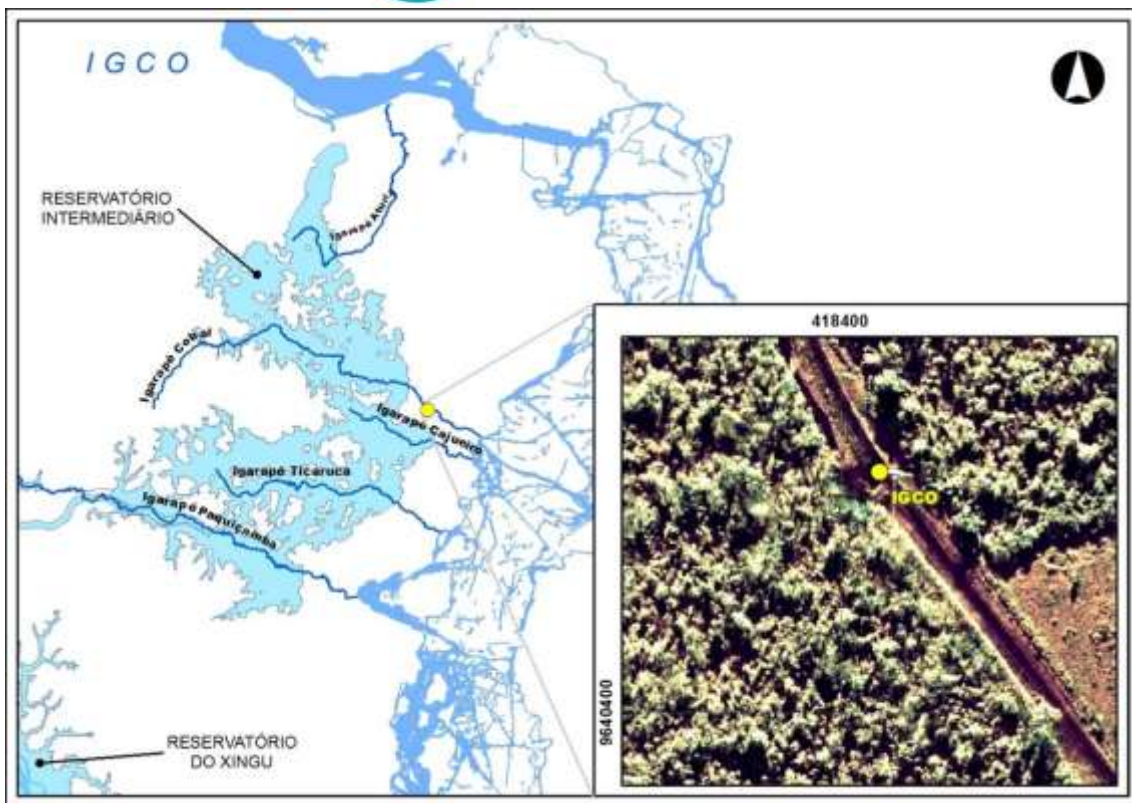 IGCO
RESERVATÓRIO
INTERMEDIÁRIO
Igarapé Cobal
Igarapé Cajueiro
Igarapé Ticaruca
Igarapé Paquiçamba
RESERVATÓRIO
DO XINGU
418400
IGCO
9640400